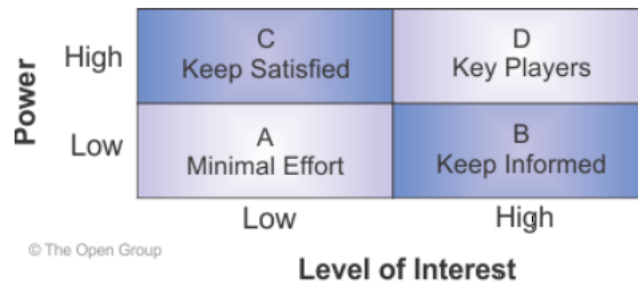 Power
High
C
Keep Satisfied
D
Key Players
Low
A
Minimal Effort
B
Keep Informed
Low
High
© The Open Group
Level of Interest